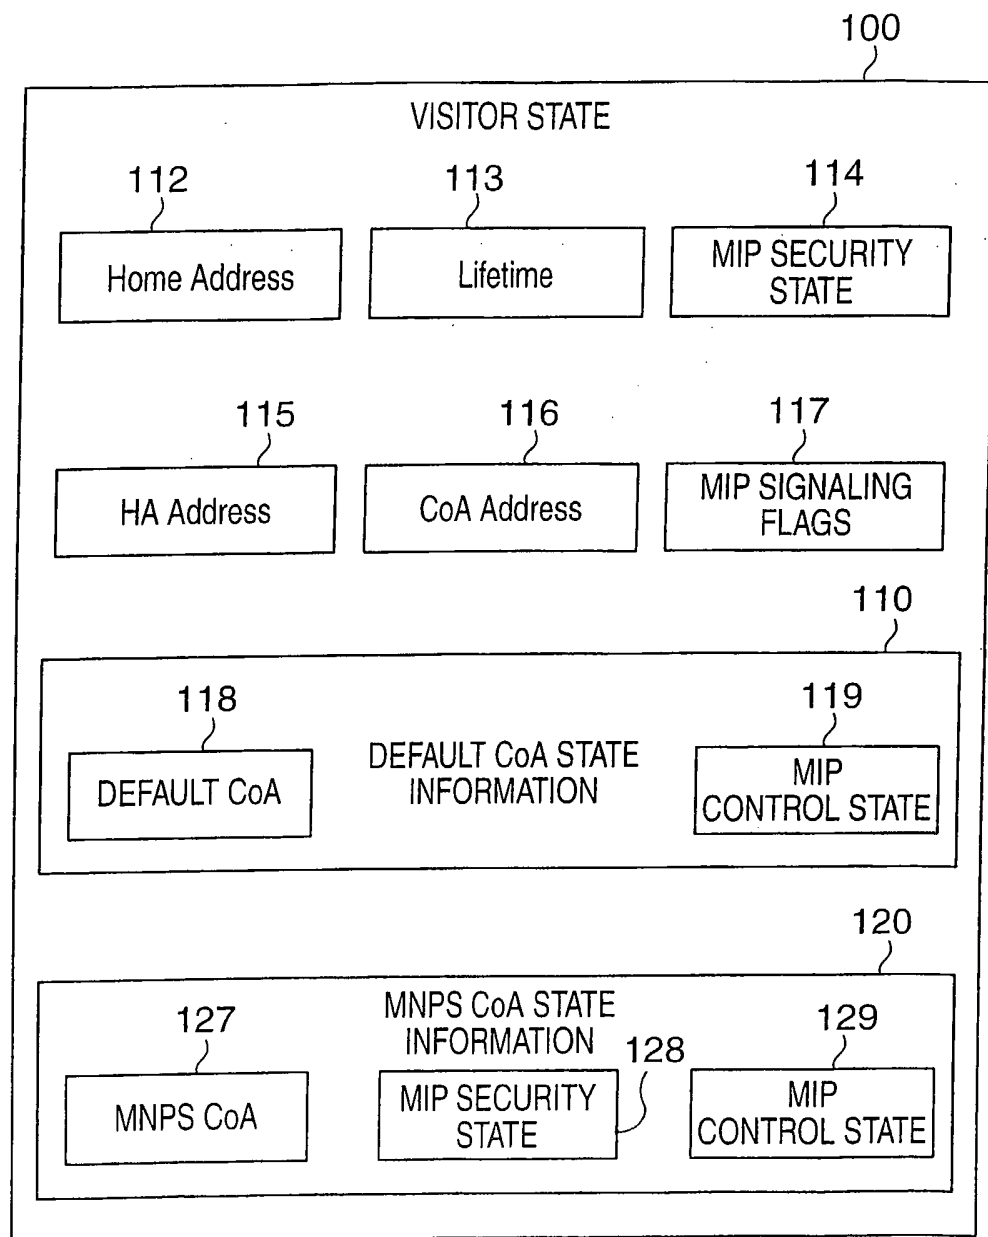 100
VISITOR STATE
112
113
114
Home Address
Lifetime
MIP SECURITY
STATE
115
116
117
HA Address
CoA Address
MIP SIGNALING
FLAGS
110
118
119
DEFAULT CoA
DEFAULT CoA STATE
INFORMATION
MIP
CONTROL STATE
120
127
MNPS CoA STATE
INFORMATION
128
129
MNPS CoA
MIP SECURITY
STATE
MIP
CONTROL STATE